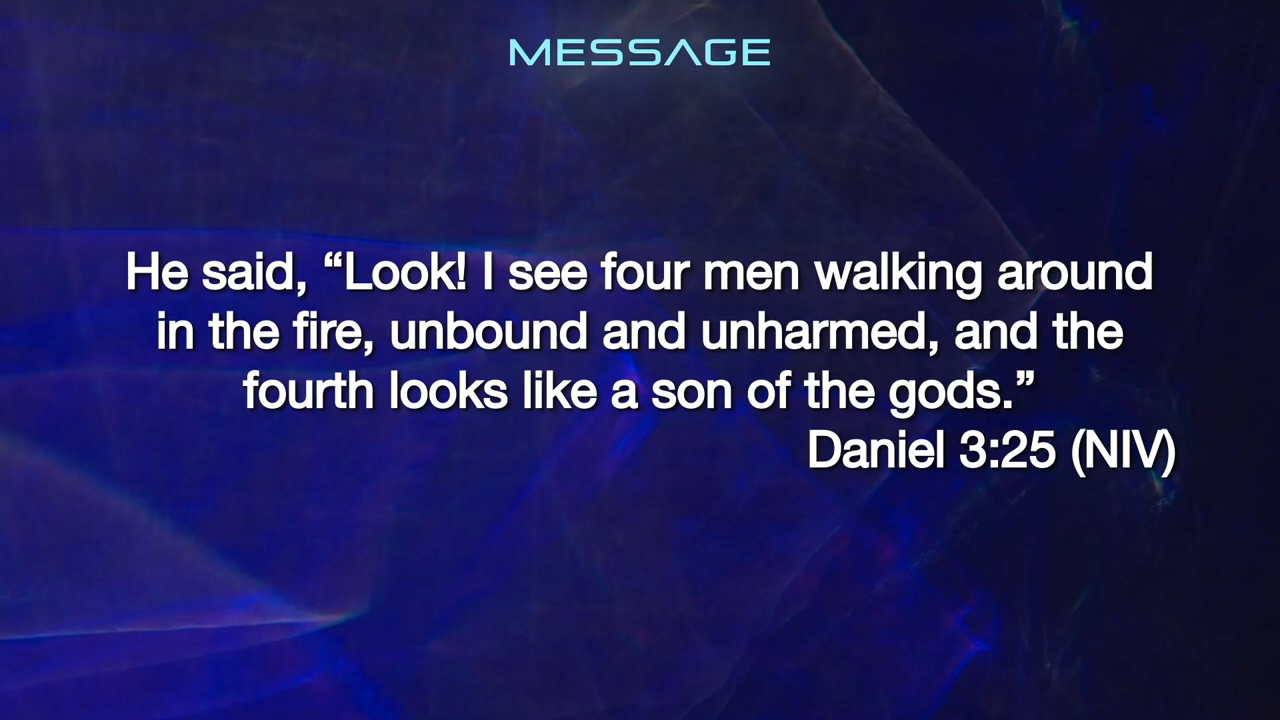 MESSAGE
He said, “Look! I see four men walking around
in the fire, unbound and unharmed, and the
fourth looks like a son of the gods.”
Daniel 3:25 (NIV)